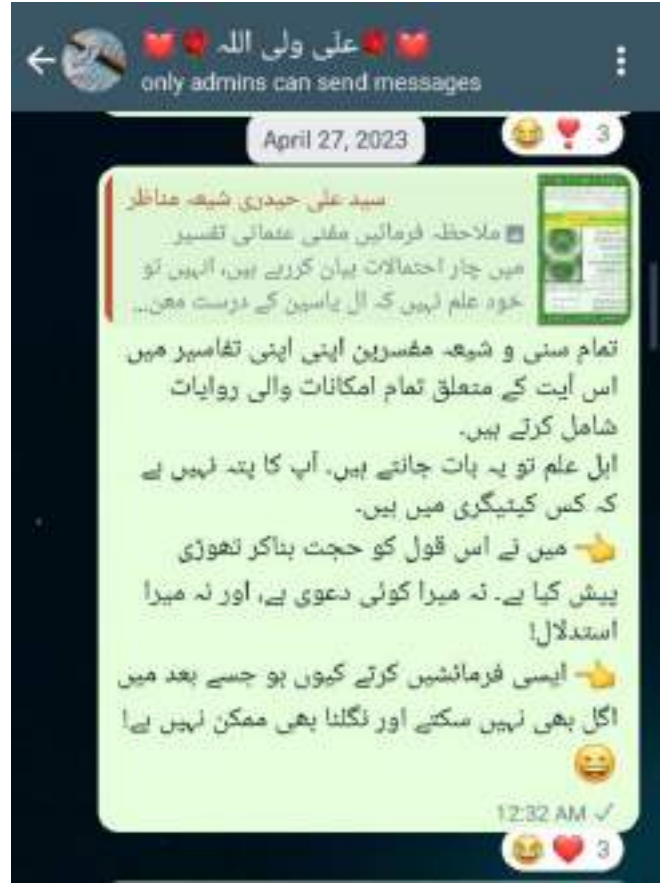 ❤️🌹علی ولی اللہ🌹❤️
only admins can send messages
😂❣️ 3
April 27, 2023
سید علی حیدری شیعہ مناظر
ملاحظہ فرمائیں مفتی عثمانی تفسیر
میں چار احتمالات بیان کررہے ہیں، انہیں تو
خود علم نہیں کہ ال یاسین کے درست معن...
تمام سنی و شیعہ مفسرین اپنی اپنی تفاسیر میں
اس آیت کے متعلق تمام امکانات والی روایات
شامل کرتے ہیں۔
اہل علم تو یہ بات جانتے ہیں۔ آپ کا پتہ نہیں ہے
کہ کس کیٹیگری میں ہیں۔
👈- میں نے اس قول کو حجت بناکر تھوڑی
پیش کیا ہے۔ نہ میرا کوئی دعوی ہے، اور نہ میرا
استدلال!
👈- ایسی فرمائشیں کرتے کیوں ہو جسے بعد میں
اگل بھی نہیں سکتے اور نگلنا بھی ممکن نہیں ہے!
😄
12:32 AM ✓
😂❤️ 3